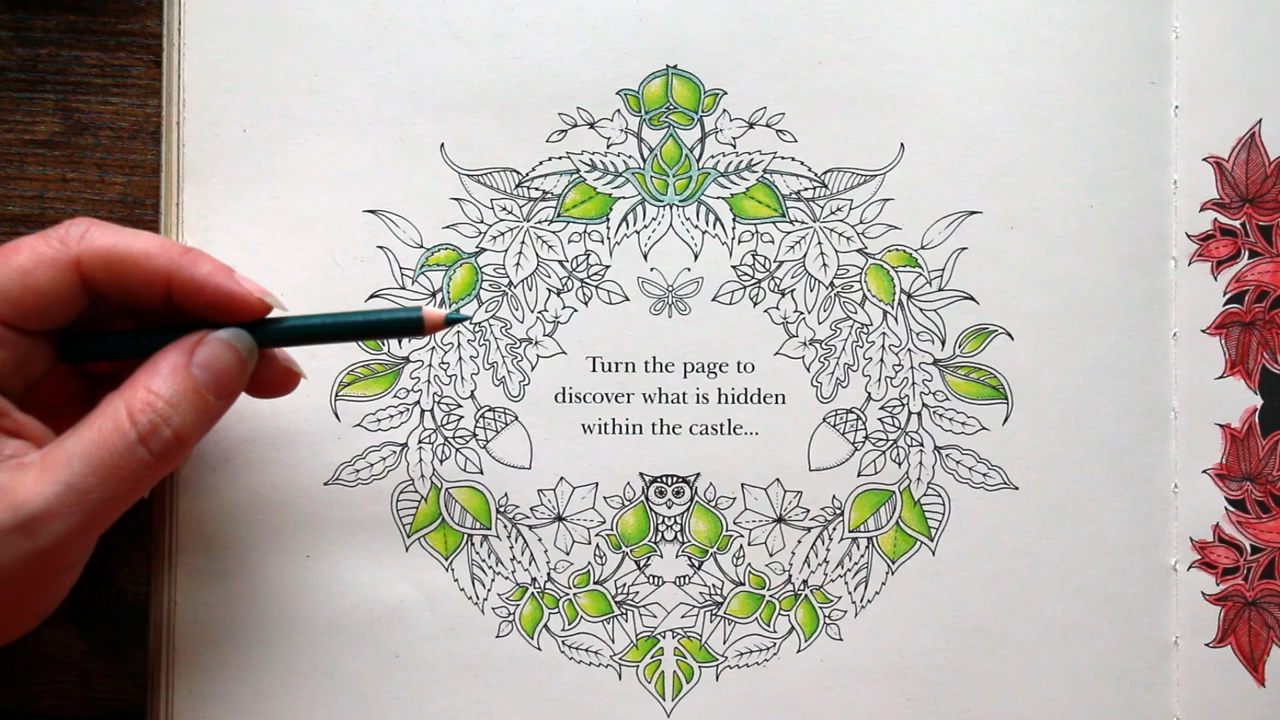 Turn the page to
discover what is hidden
within the castle...